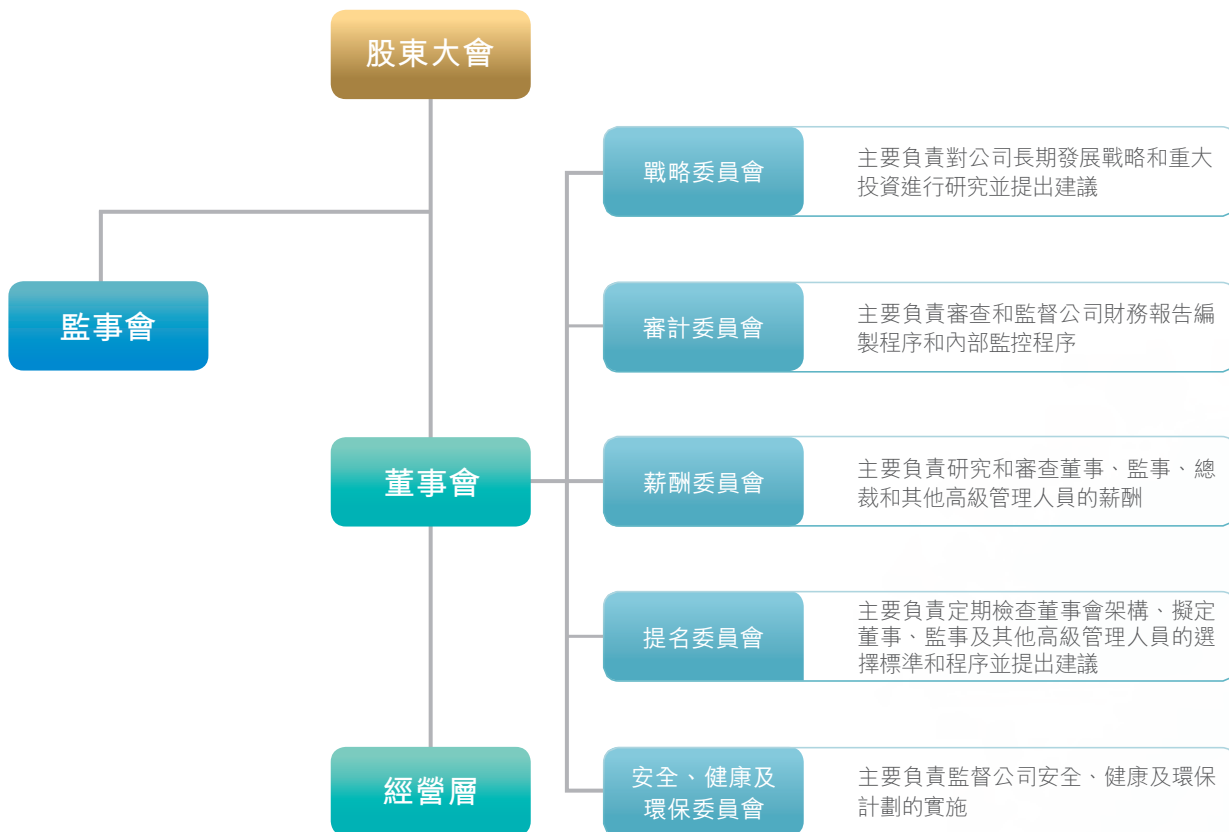 股東大會
監事會
董事會
經營層
戰略委員會
主要負責對公司長期發展戰略和重大
投資進行研究並提出建議
審計委員會
主要負責審查和監督公司財務報告編
製程序和內部監控程序
薪酬委員會
主要負責研究和審查董事、監事、總
裁和其他高級管理人員的薪酬
提名委員會
主要負責定期檢查董事會架構、擬定
董事、監事及其他高級管理人員的選
擇標準和程序並提出建議
安全、健康及
環保委員會
主要負責監督公司安全、健康及環保
計劃的實施